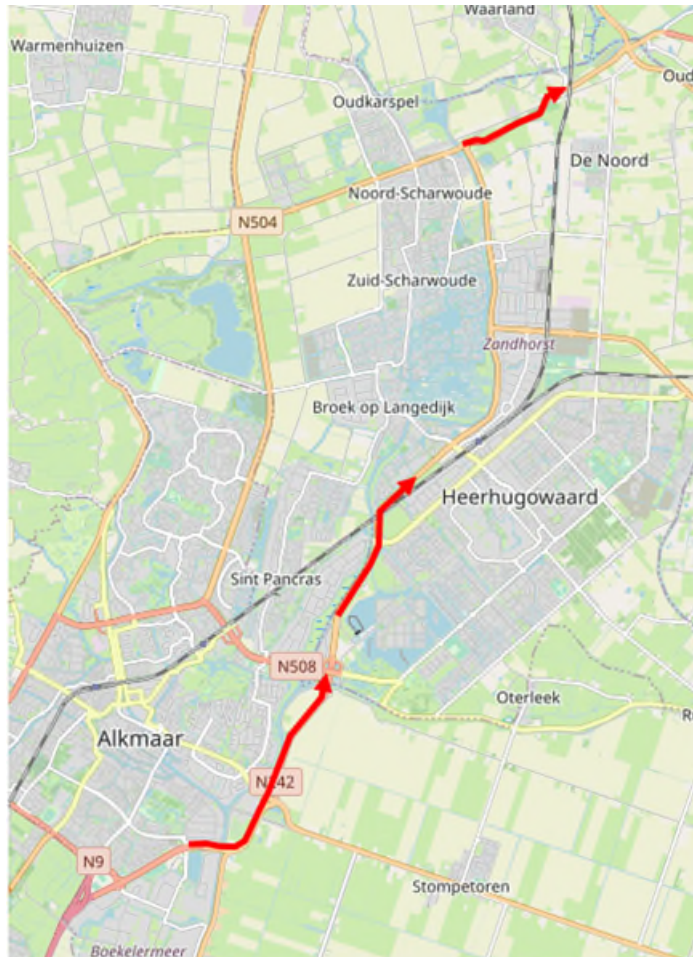 Waarland
Warmenhuizen
Oud
Oudkarspel
De Noord
Noord-Scharwoude
N504
Zuid-Scharwoude
Zandhorst
Broek op Langedijk
Heerhugowaard
Sint Pancras
N508
Oterleek
R
Alkmaar
N242
N9
Stompetoren
Boekelermeer